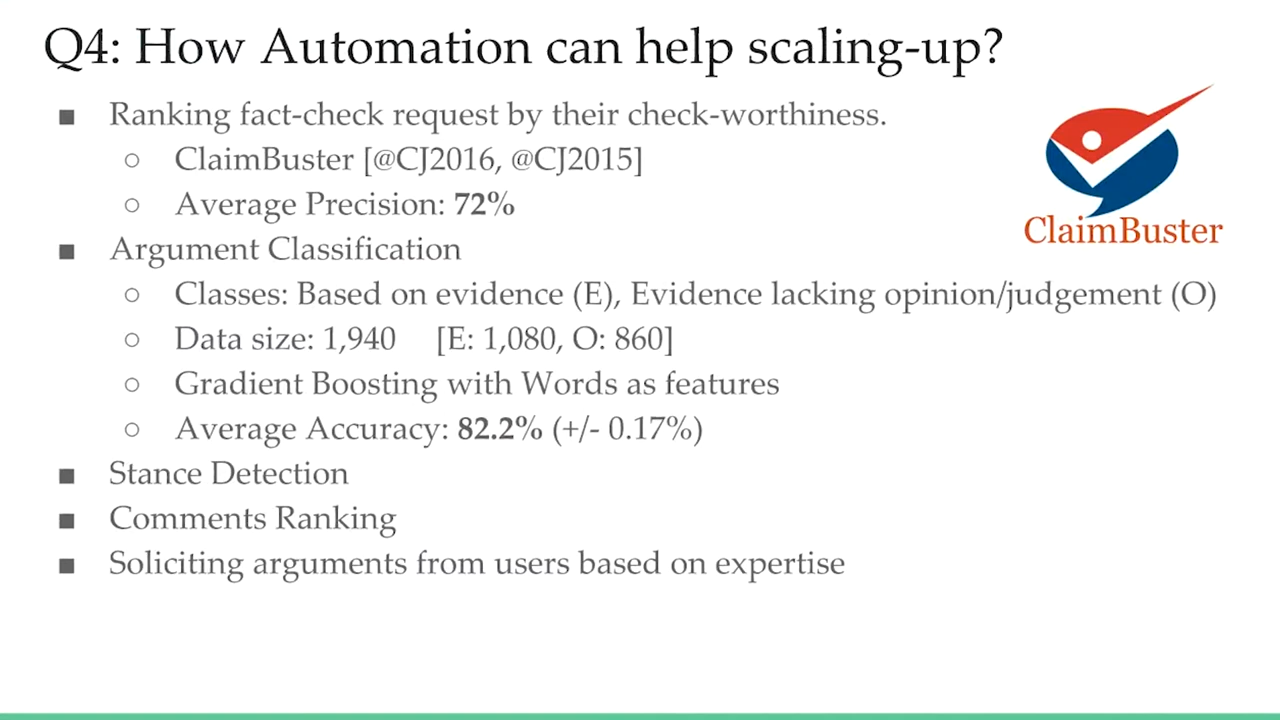 Q4: How Automation can help scaling-up?
■ Ranking fact-check request by their check-worthiness.
○ ClaimBuster [@CJ2016, @CJ2015]
○ Average Precision: 72%
ClaimBuster
■ Argument Classification
○ Classes: Based on evidence (E), Evidence lacking opinion/judgement (O)
○ Data size: 1,940 [E: 1,080, O: 860]
○ Gradient Boosting with Words as features
○ Average Accuracy: 82.2% (+/- 0.17%)
■ Stance Detection
■ Comments Ranking
■ Soliciting arguments from users based on expertise